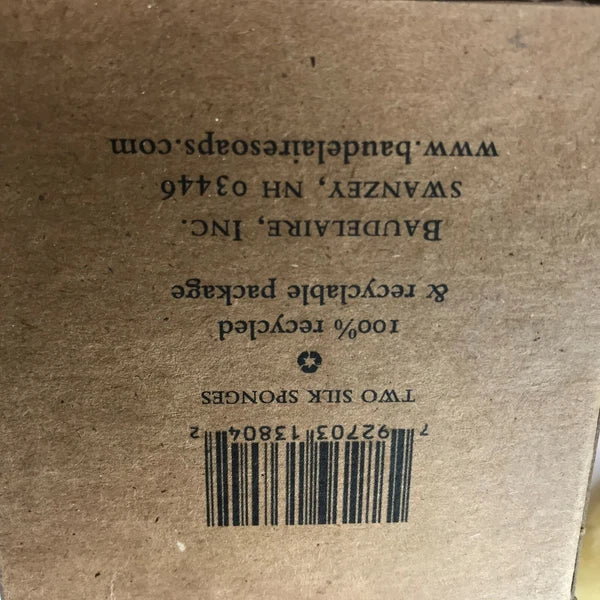 7 92703 13804 2
TWO SILK SPONGES
100% recycled
& recyclable package
BAUDELAIRE, INC.
SWANZEY, NH 03446
www.baudelairesoaps.com